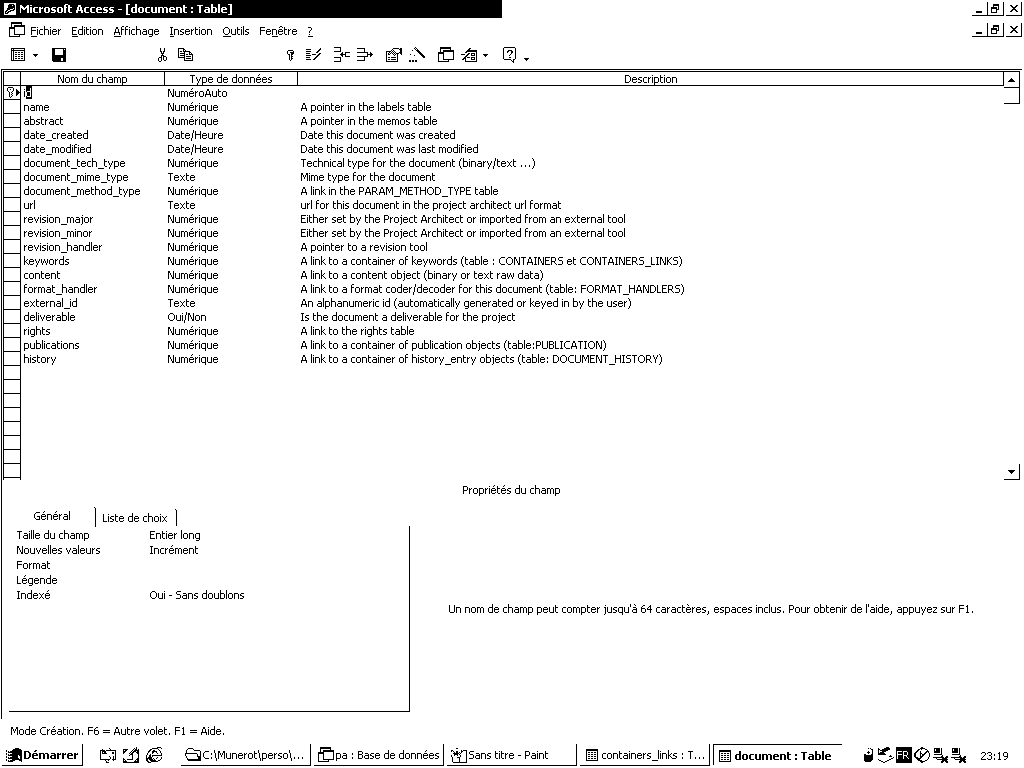 Microsoft Access - [document : Table]
Fichier Edition Affichage Insertion Outils Fenêtre ?
Nom du champ Type de données Description
id NuméroAuto
name Numérique A pointer in the labels table
abstract Numérique A pointer in the memos table
date_created Date/Heure Date this document was created
date_modified Date/Heure Date this document was last modified
document_tech_type Numérique Technical type for the document (binary/text ...)
document_mime_type Texte Mime type for the document
document_method_type Numérique A link in the PARAM_METHOD_TYPE table
url Texte url for this document in the project architect url format
revision_major Numérique Either set by the Project Architect or imported from an external tool
revision_minor Numérique Either set by the Project Architect or imported from an external tool
revision_handler Numérique A pointer to a revision tool
keywords Numérique A link to a container of keywords (table : CONTAINERS et CONTAINERS_LINKS)
content Numérique A link to a content object (binary or text raw data)
format_handler Numérique A link to a format coder/decoder for this document (table: FORMAT_HANDLERS)
external_id Texte An alphanumeric id (automatically generated or keyed in by the user)
deliverable Oui/Non Is the document a deliverable for the project
rights Numérique A link to the rights table
publications Numérique A link to a container of publication objects (table:PUBLICATION)
history Numérique A link to a container of history_entry objects (table: DOCUMENT_HISTORY)
Propriétés du champ
Général Liste de choix
Taille du champ Entier long
Nouvelles valeurs Incrément
Format
Légende
Indexé Oui - Sans doublons
Un nom de champ peut compter jusqu'à 64 caractères, espaces inclus. Pour obtenir de l'aide, appuyez sur F1.
Mode Création. F6 = Autre volet. F1 = Aide.
Démarrer C:\Munerot\perso\... pa : Base de données Sans titre - Paint containers_links : T... document : Table FR 23:19